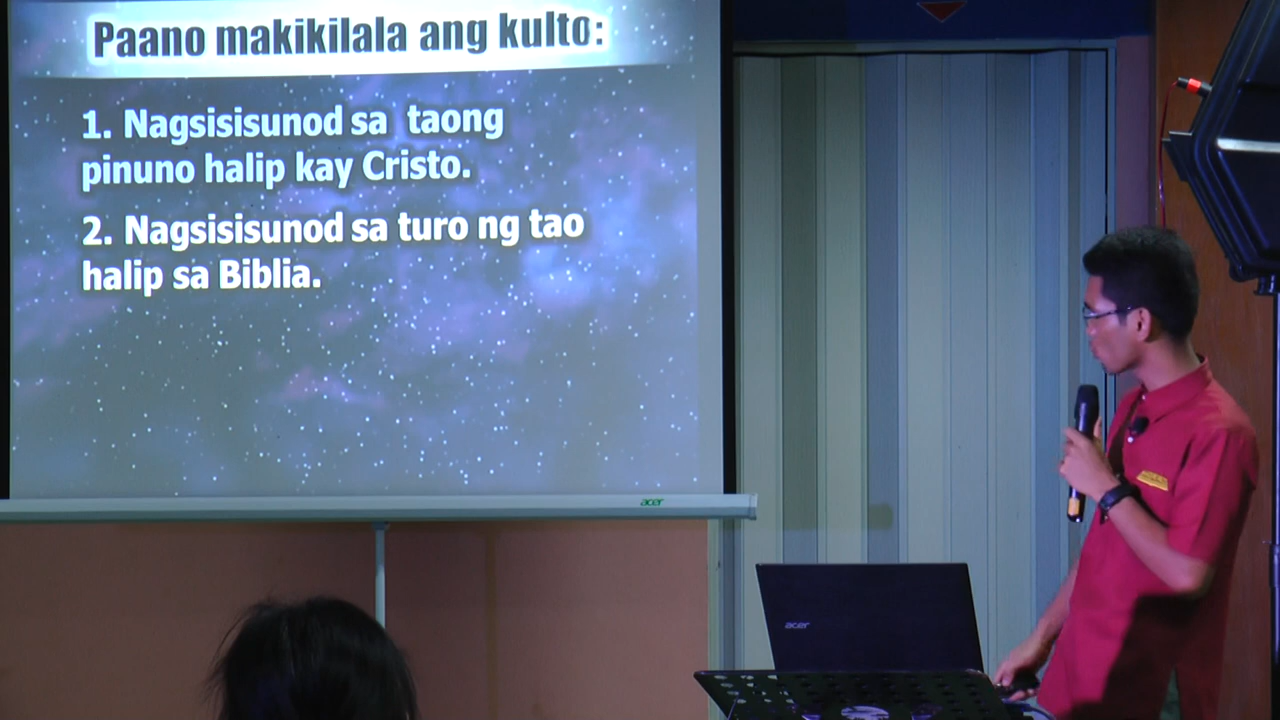 Paano makikilala ang kulto:
1. Nagsisisunod sa taong
pinuno halip kay Cristo.
2. Nagsisisunod sa turo ng tao
halip sa Biblia.
acer
acer